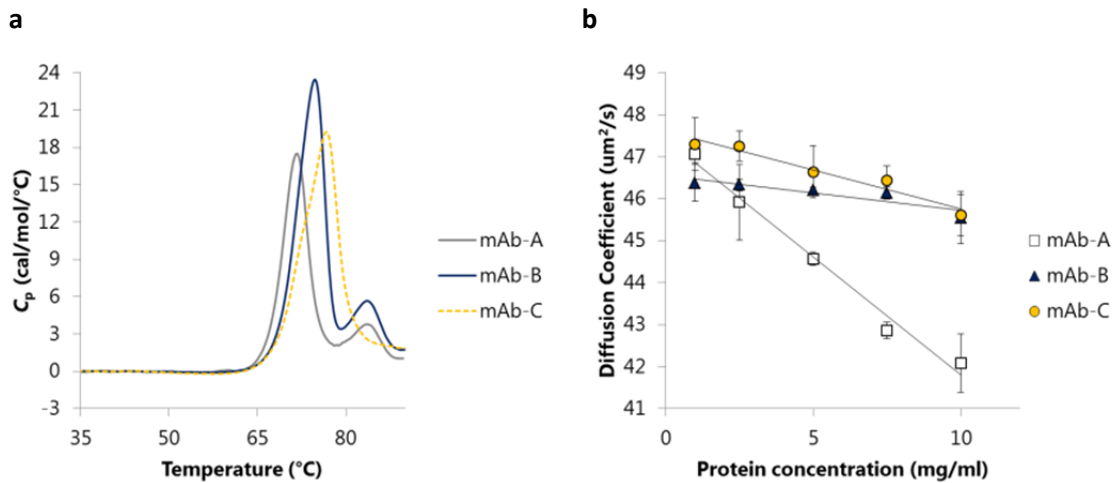 a
24
21
18
15
12
9
6
3
0
-3
35
50
65
80
Cₚ (cal/mol/°C)
Temperature (°C)
mAb-A
mAb-B
mAb-C
b
49
48
47
46
45
44
43
42
41
0
5
10
Diffusion Coefficient (um²/s)
Protein concentration (mg/ml)
mAb-A
mAb-B
mAb-C